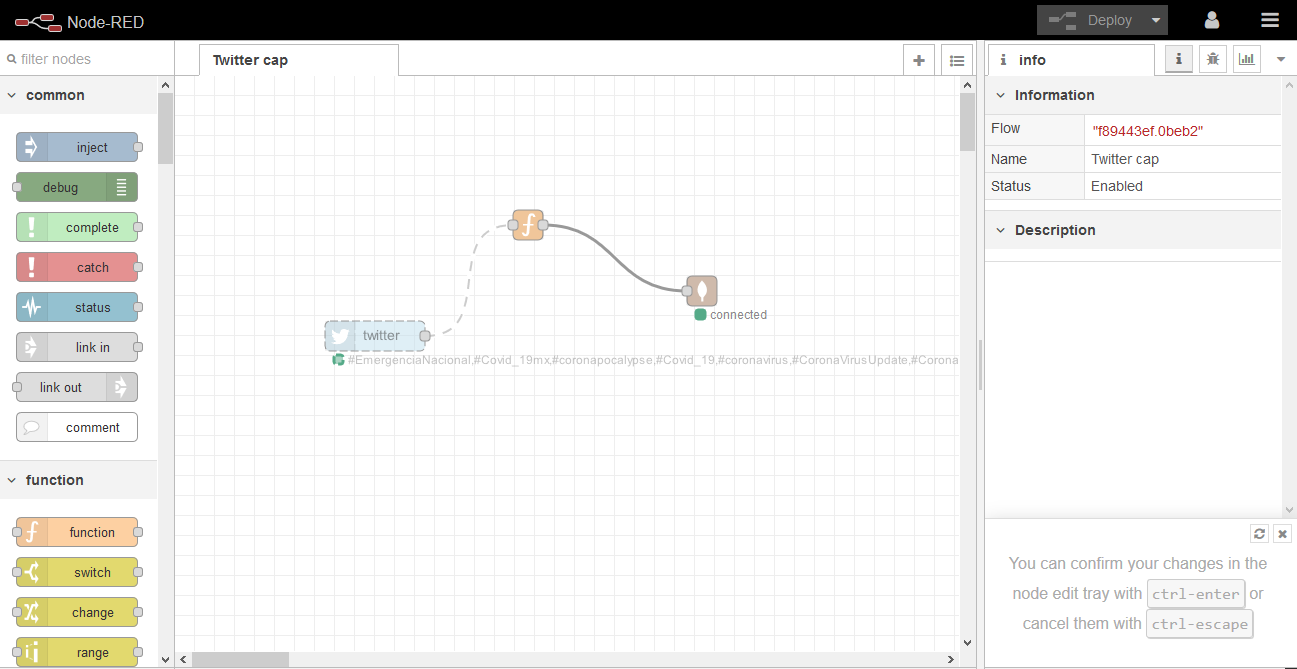 Node-RED
Deploy
filter nodes
Twitter cap
info
common
inject
debug
complete
catch
status
link in
link out
comment
function
function
switch
change
range
twitter
#EmergenciaNacional,#Covid_19mx,#coronapocalypse,#Covid_19,#coronavirus,#CoronaVirusUpdate,#Corona
connected
Information
Flow "f89443ef.0beb2"
Name Twitter cap
Status Enabled
Description
You can confirm your changes in the
node edit tray with ctrl-enter or
cancel them with ctrl-escape